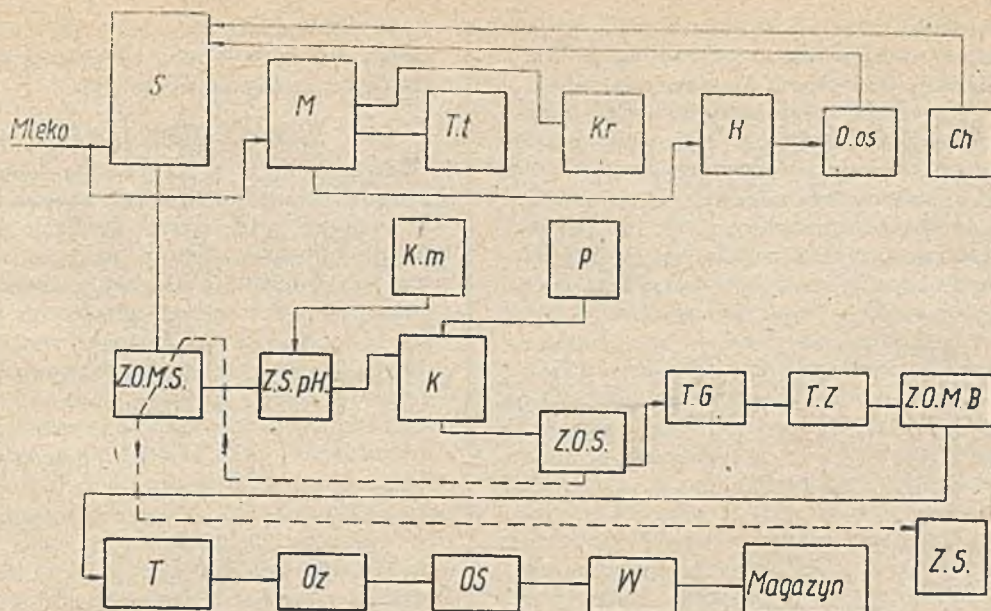 S
M
T.t
Kr
H
O.os
Ch
Mleko
K.m
P
Z.O.M.S.
Z.S.pH.
K
Z.O.S.
T.G
T.Z
Z.O.M.B
T
Oz
OS
W
Magazyn
Z.S.